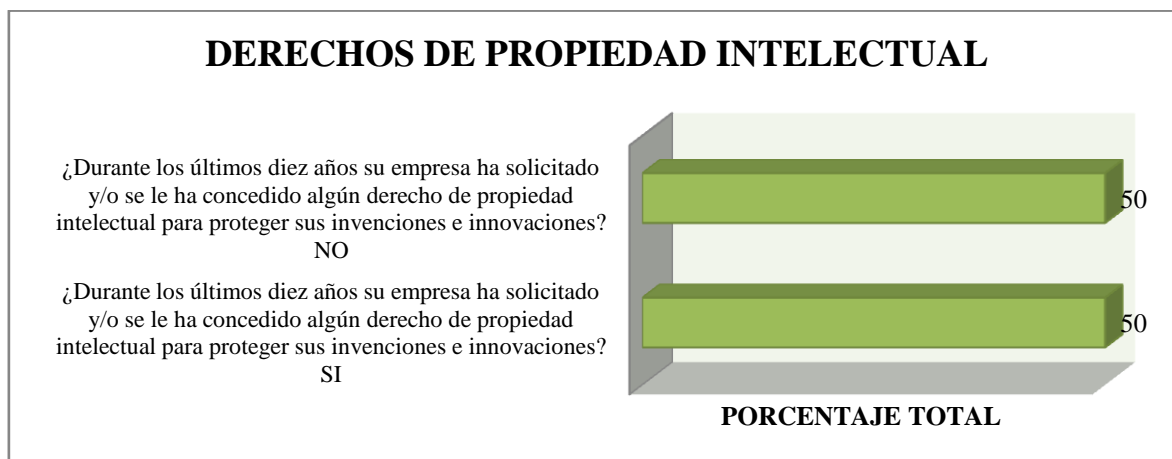 DERECHOS DE PROPIEDAD INTELECTUAL
¿Durante los últimos diez años su empresa ha solicitado
y/o se le ha concedido algún derecho de propiedad
intelectual para proteger sus invenciones e innovaciones?
NO
50
¿Durante los últimos diez años su empresa ha solicitado
y/o se le ha concedido algún derecho de propiedad
intelectual para proteger sus invenciones e innovaciones?
SI
50
PORCENTAJE TOTAL